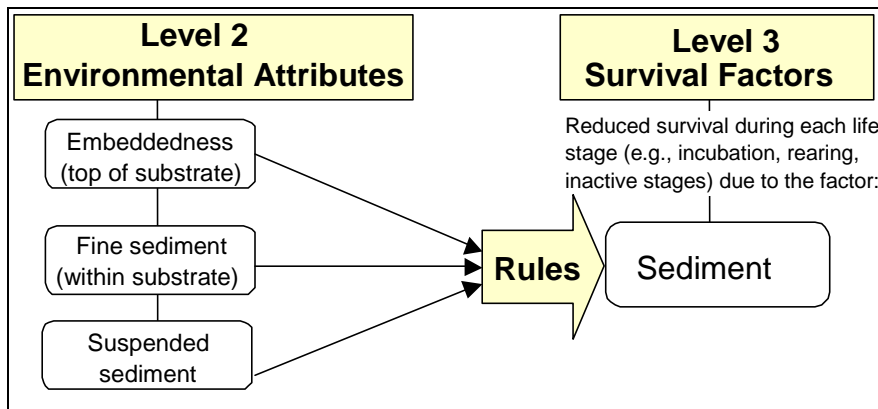 Level 2
Environmental Attributes
Embeddedness
(top of substrate)
Fine sediment
(within substrate)
Suspended
sediment
Rules
Level 3
Survival Factors
Reduced survival during each life
stage (e.g., incubation, rearing,
inactive stages) due to the factor:
Sediment